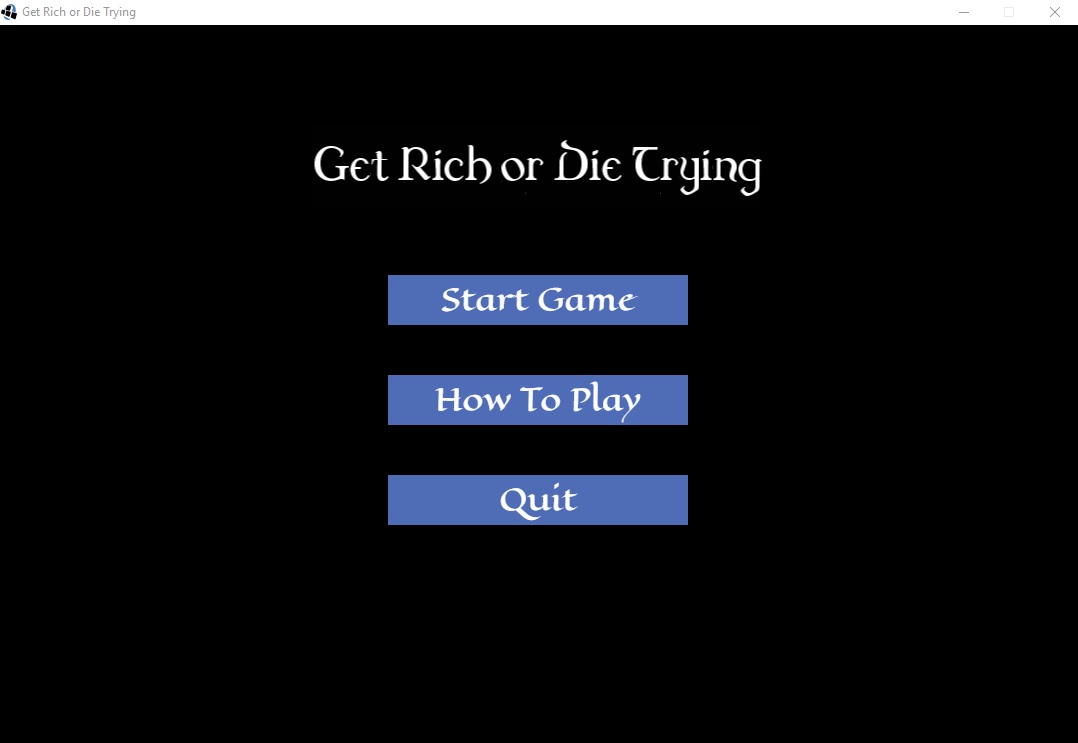 Get Rich or Die Trying
Get Rich or Die Trying
Start Game
How To Play
Quit